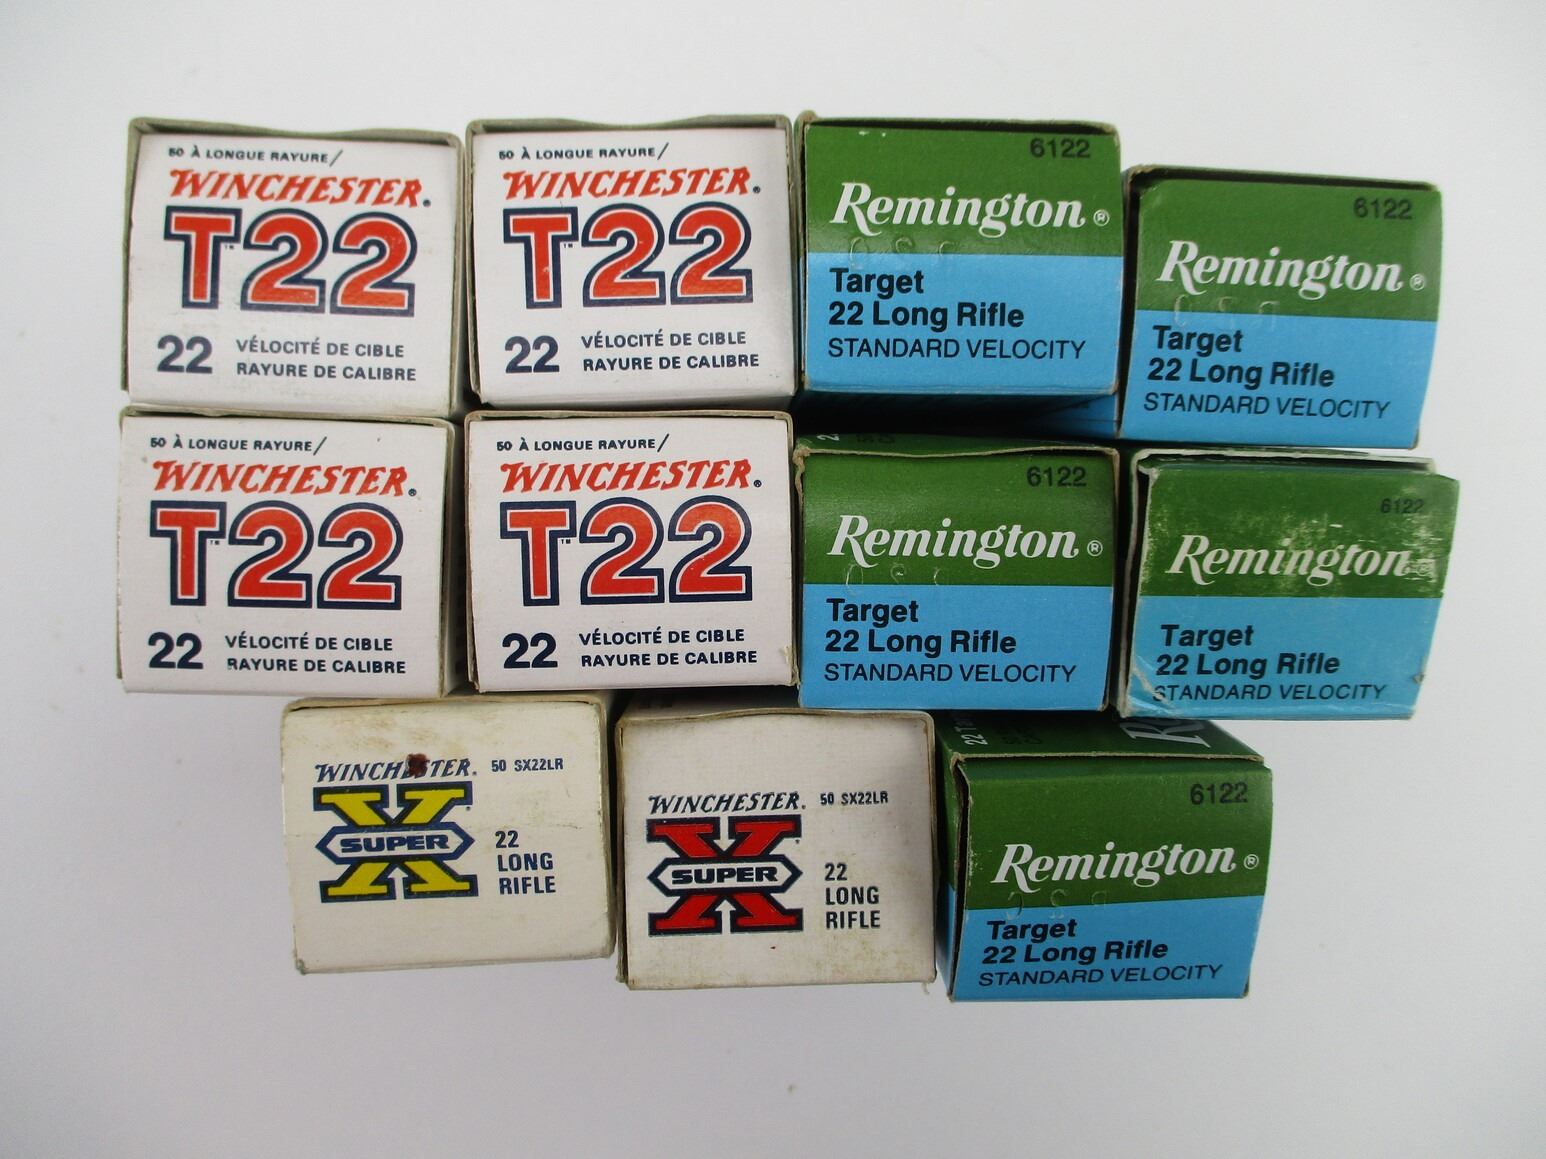 50 À LONGUE RAYURE/
WINCHESTER®
T22™
22 VÉLOCITÉ DE CIBLE
RAYURE DE CALIBRE
50 À LONGUE RAYURE/
WINCHESTER®
T22™
22 VÉLOCITÉ DE CIBLE
RAYURE DE CALIBRE
6122
Remington®
Target
22 Long Rifle
STANDARD VELOCITY
6122
Remington®
Target
22 Long Rifle
STANDARD VELOCITY
50 À LONGUE RAYURE/
WINCHESTER®
T22™
22 VÉLOCITÉ DE CIBLE
RAYURE DE CALIBRE
50 À LONGUE RAYURE/
WINCHESTER®
T22™
22 VÉLOCITÉ DE CIBLE
RAYURE DE CALIBRE
6122
Remington®
Target
22 Long Rifle
STANDARD VELOCITY
6122
Remington®
Target
22 Long Rifle
STANDARD VELOCITY
WINCHESTER® 50 SX22LR
SUPER X
22
LONG
RIFLE
WINCHESTER® 50 SX22LR
SUPER X
22
LONG
RIFLE
6122
Remington®
Target
22 Long Rifle
STANDARD VELOCITY